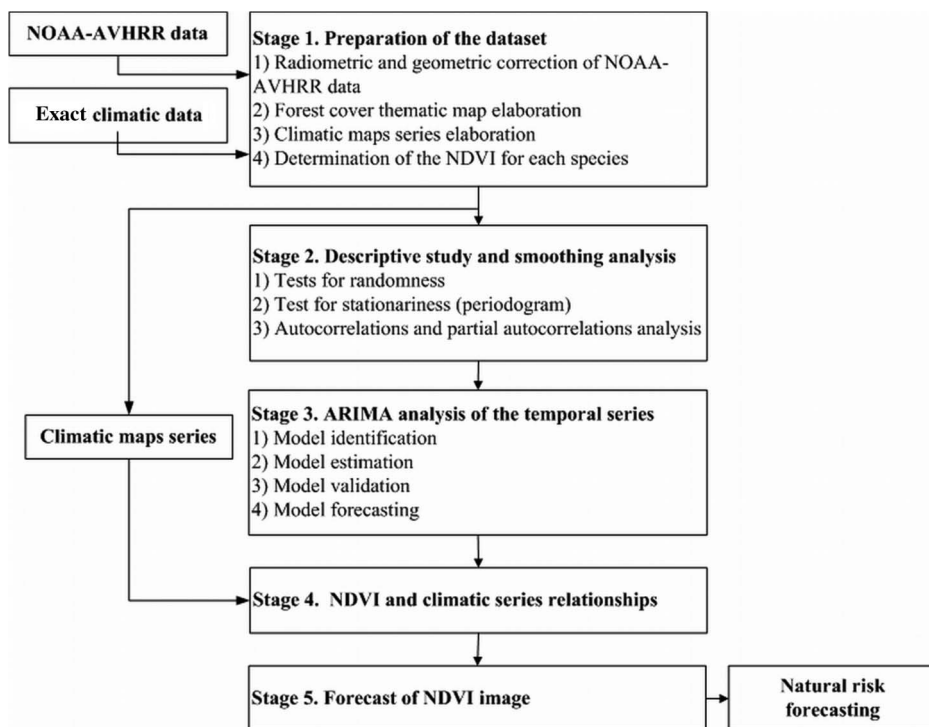 NOAA-AVHRR data
Exact climatic data
Stage 1. Preparation of the dataset
1) Radiometric and geometric correction of NOAA-
AVHRR data
2) Forest cover thematic map elaboration
3) Climatic maps series elaboration
4) Determination of the NDVI for each species
Stage 2. Descriptive study and smoothing analysis
1) Tests for randomness
2) Test for stationariness (periodogram)
3) Autocorrelations and partial autocorrelations analysis
Stage 3. ARIMA analysis of the temporal series
1) Model identification
2) Model estimation
3) Model validation
4) Model forecasting
Climatic maps series
Stage 4. NDVI and climatic series relationships
Stage 5. Forecast of NDVI image
Natural risk
forecasting